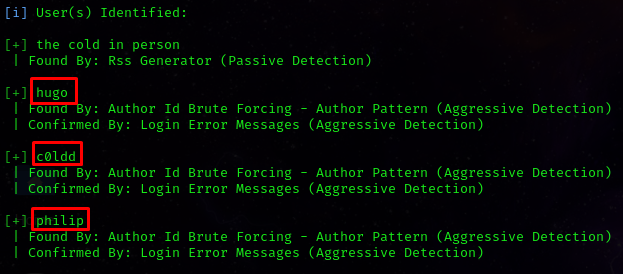 [i] User(s) Identified:
[+] the cold in person
| Found By: Rss Generator (Passive Detection)
[+] hugo
| Found By: Author Id Brute Forcing - Author Pattern (Aggressive Detection)
| Confirmed By: Login Error Messages (Aggressive Detection)
[+] c0ldd
| Found By: Author Id Brute Forcing - Author Pattern (Aggressive Detection)
| Confirmed By: Login Error Messages (Aggressive Detection)
[+] philip
| Found By: Author Id Brute Forcing - Author Pattern (Aggressive Detection)
| Confirmed By: Login Error Messages (Aggressive Detection)